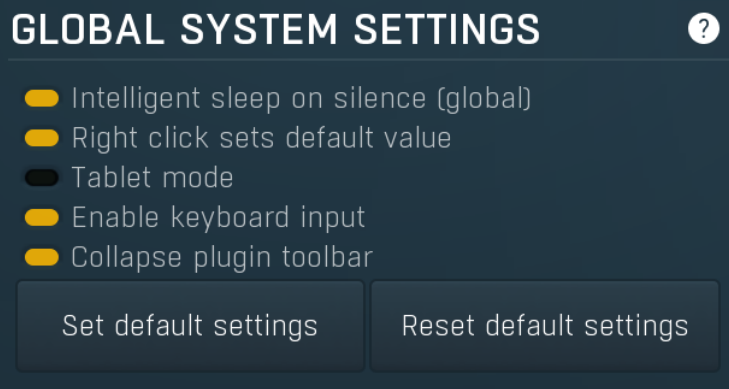 GLOBAL SYSTEM SETTINGS ?
Intelligent sleep on silence (global)
Right click sets default value
Tablet mode
Enable keyboard input
Collapse plugin toolbar
Set default settings
Reset default settings